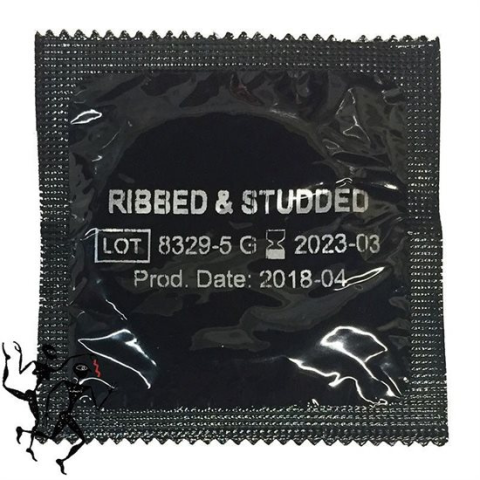 RIBBED & STUDDED
LOT 8329-5 G 2023-03
Prod. Date: 2018-04